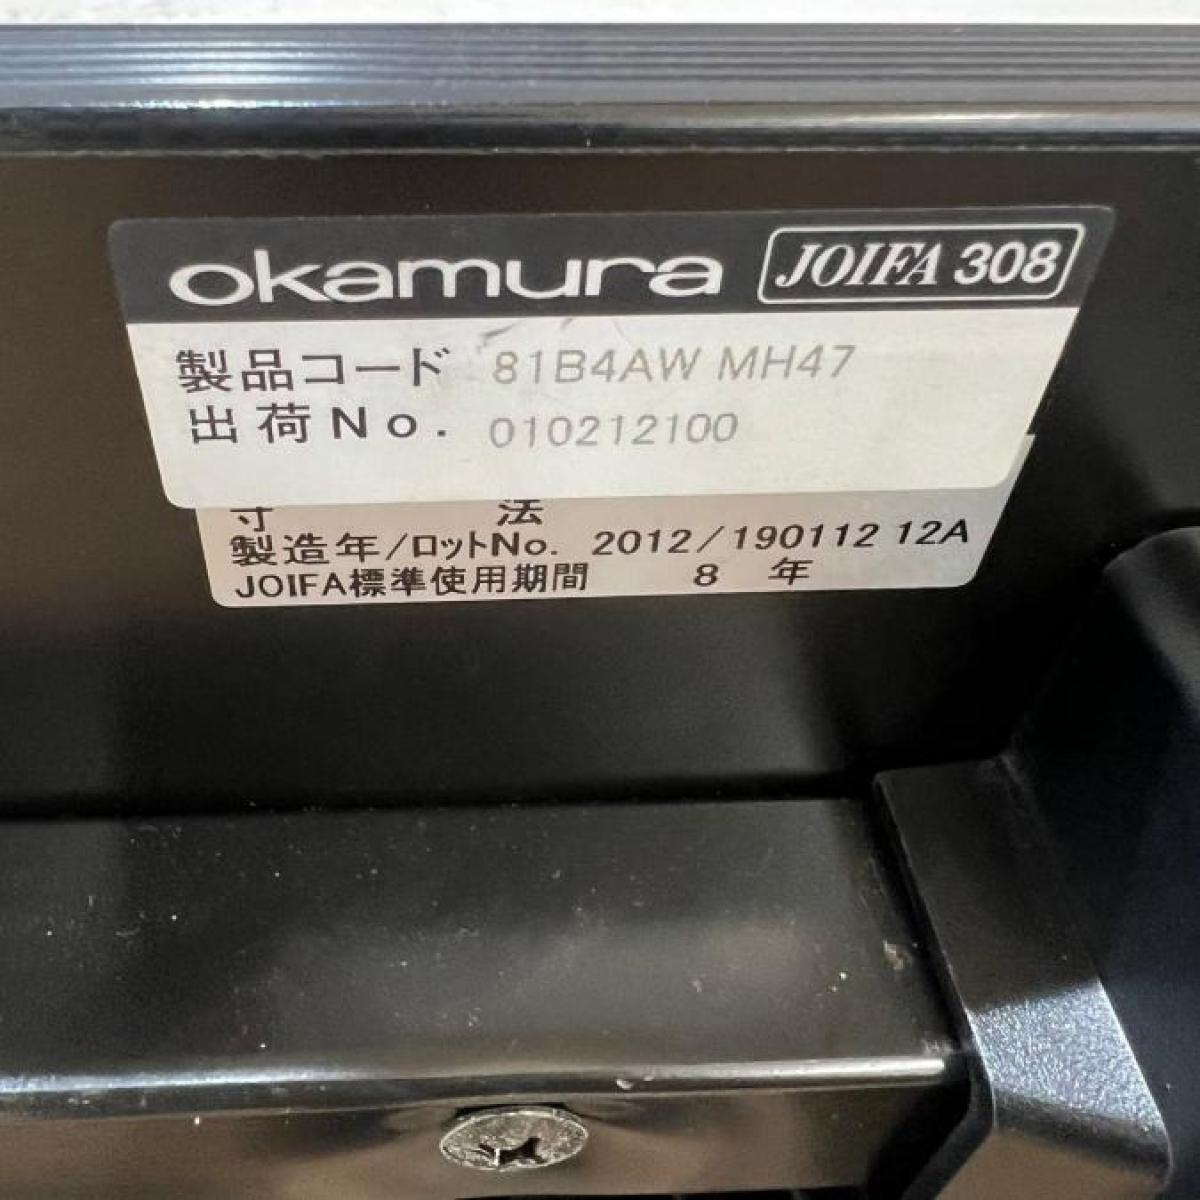 okamura JOIFA 308
製品コード 81B4AW MH47
出荷No. 010212100
寸法
製造年/ロットNo. 2012/190112 12A
JOIFA標準使用期間 8年